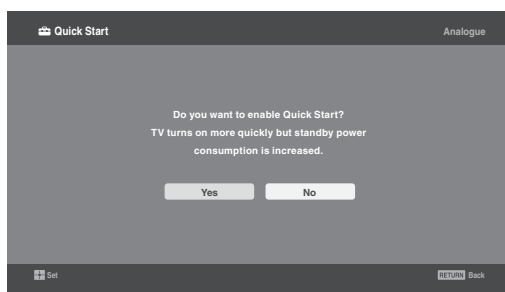 Quick Start
Analogue
Do you want to enable Quick Start?
TV turns on more quickly but standby power
consumption is increased.
Yes
No
Set
RETURN Back